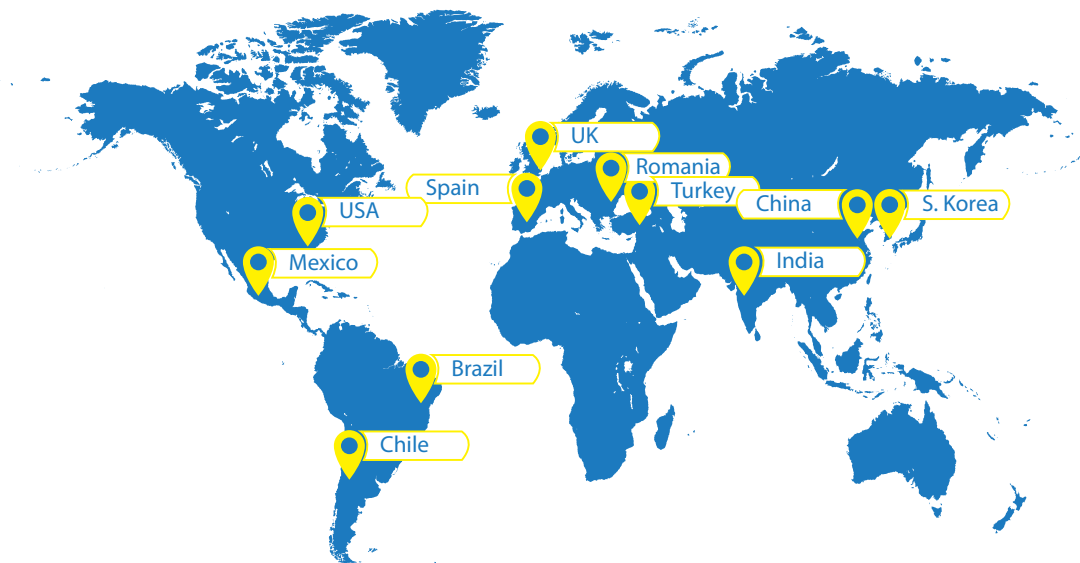 UK
Romania
Spain
Turkey
China
S. Korea
USA
Mexico
India
Brazil
Chile